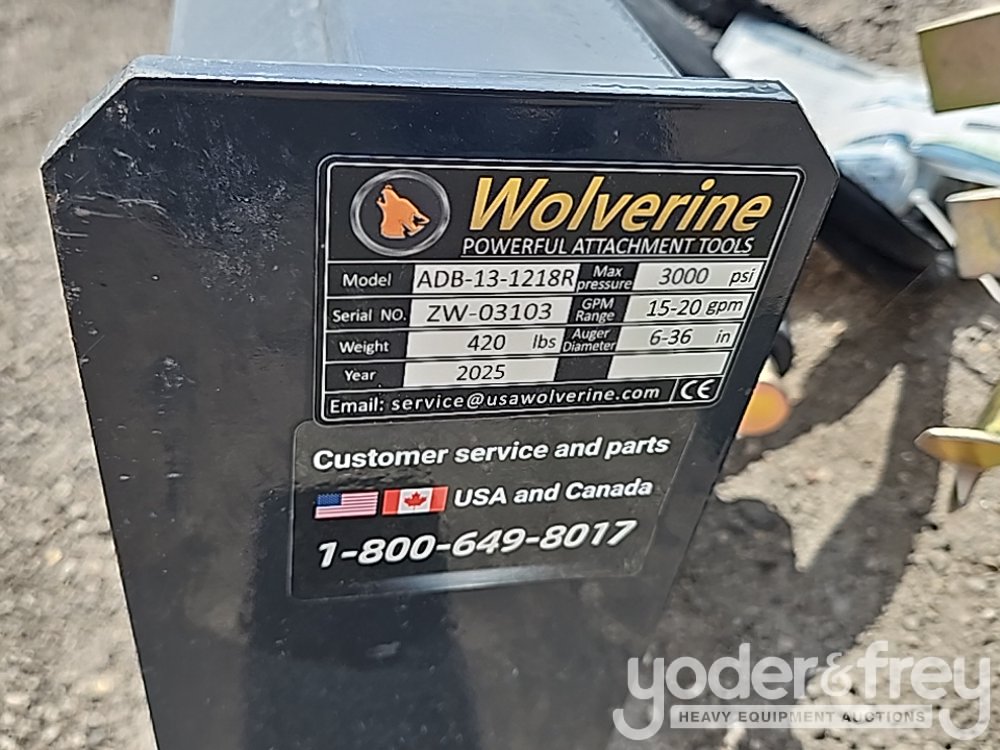 Wolverine
POWERFUL ATTACHMENT TOOLS
Model ADB-13-1218R Max pressure 3000 psi
Serial NO. ZW-03103 GPM Range 15-20 gpm
Weight 420 lbs Auger Diameter 6-36 in
Year 2025
Email: service@usawolverine.com CE
Customer service and parts
USA and Canada
1-800-649-8017
yoder&frey
HEAVY EQUIPMENT AUCTIONS